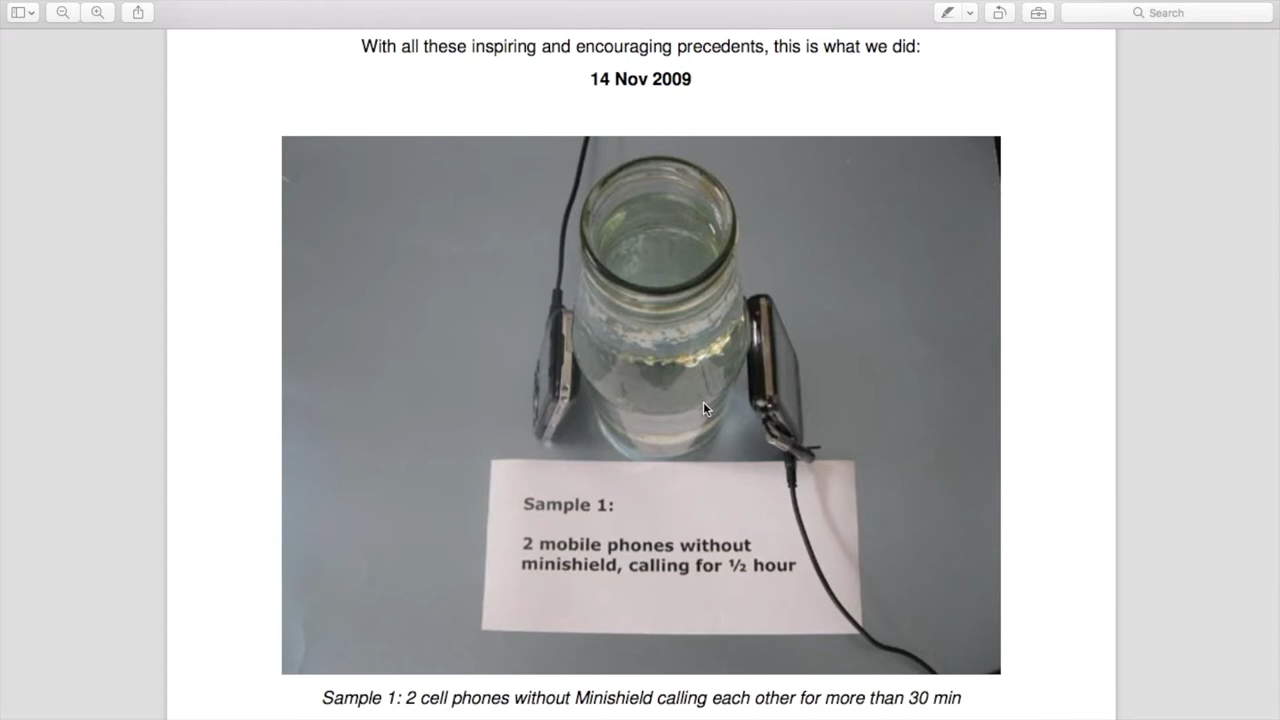 Search
With all these inspiring and encouraging precedents, this is what we did:
14 Nov 2009
Sample 1:
2 mobile phones without
minishield, calling for ½ hour
Sample 1: 2 cell phones without Minishield calling each other for more than 30 min